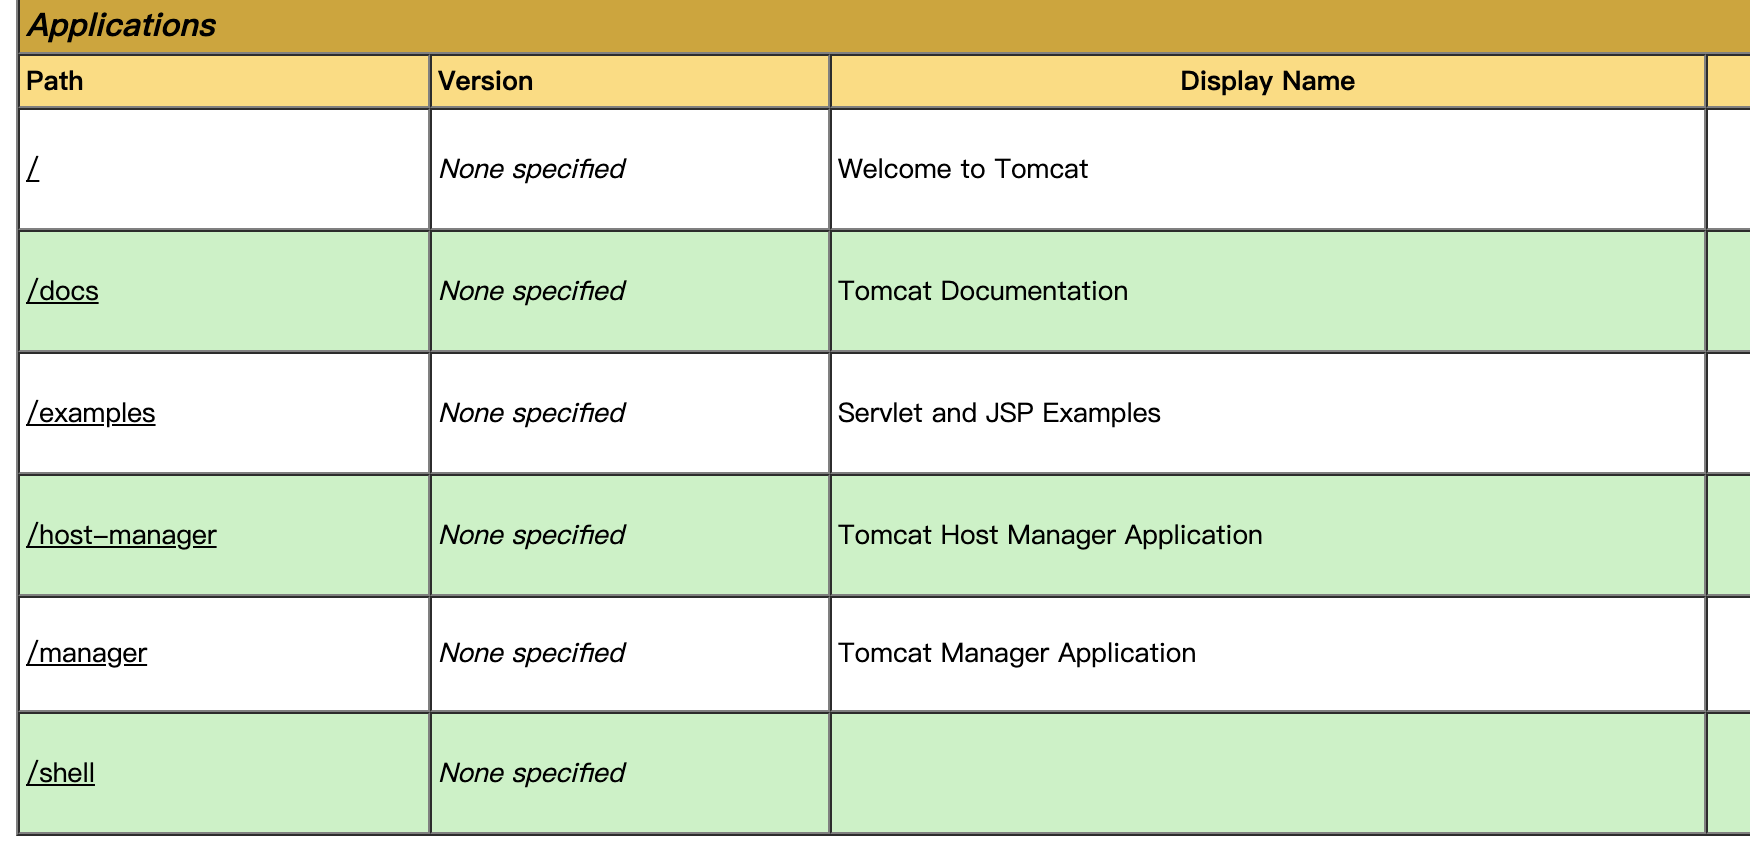 Applications
Path Version Display Name
/ None specified Welcome to Tomcat
/docs None specified Tomcat Documentation
/examples None specified Servlet and JSP Examples
/host-manager None specified Tomcat Host Manager Application
/manager None specified Tomcat Manager Application
/shell None specified